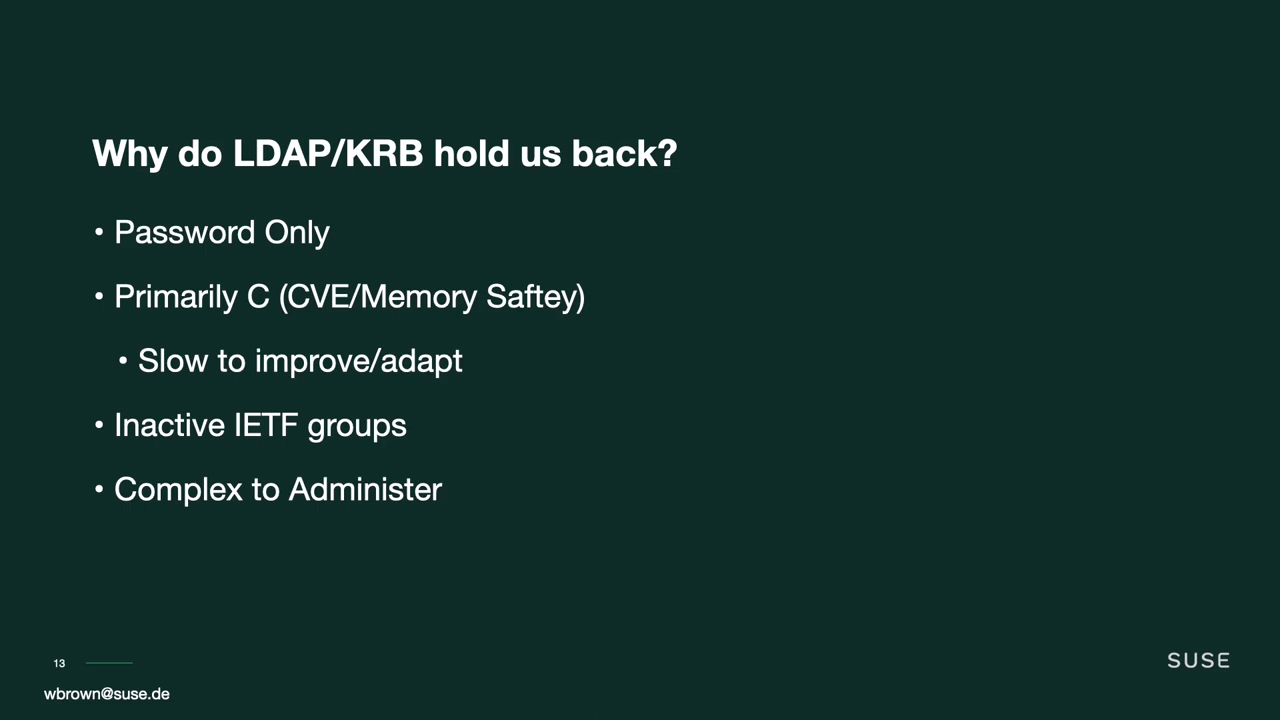 Why do LDAP/KRB hold us back?
• Password Only
• Primarily C (CVE/Memory Saftey)
• Slow to improve/adapt
• Inactive IETF groups
• Complex to Administer
13
SUSE
wbrown@suse.de